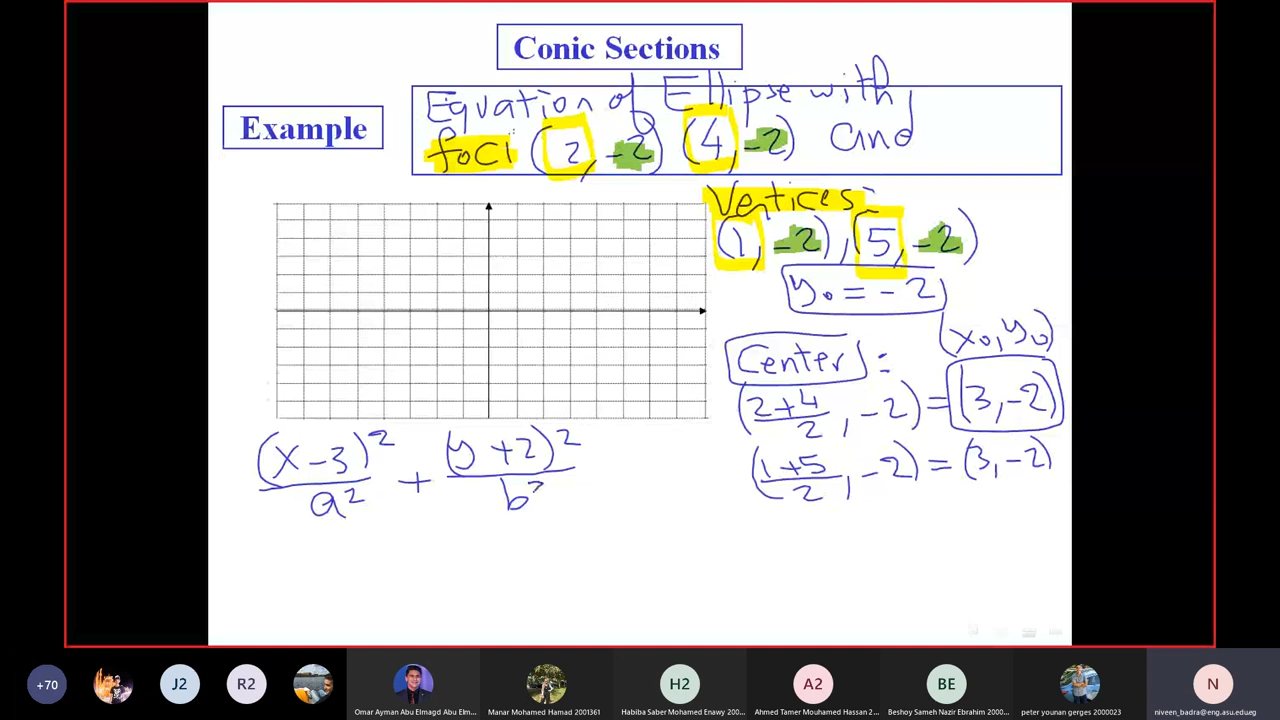 Conic Sections
Example
Equation of Ellipse with
foci (2, -2) (4, -2) and
Vertices:
(1, -2), (5, -2)
y₀ = -2
(x₀, y₀)
Center :
(2+4/2, -2) = (3, -2)
(1+5/2, -2) = (3, -2)
(x-3)²/a² + (y+2)²/b²
+70
J2
R2
Omar Ayman Abu Elmagd Abu Elm...
Manar Mohamed Hamad 2001361
H2
Habiba Saber Mohamed Enawy 200...
A2
Ahmed Tamer Mouhamed Hassan 2...
BE
Beshoy Sameh Nazir Ebrahim 2000...
peter younan gerges 2000023
N
niveen_badra@eng.asu.edueg